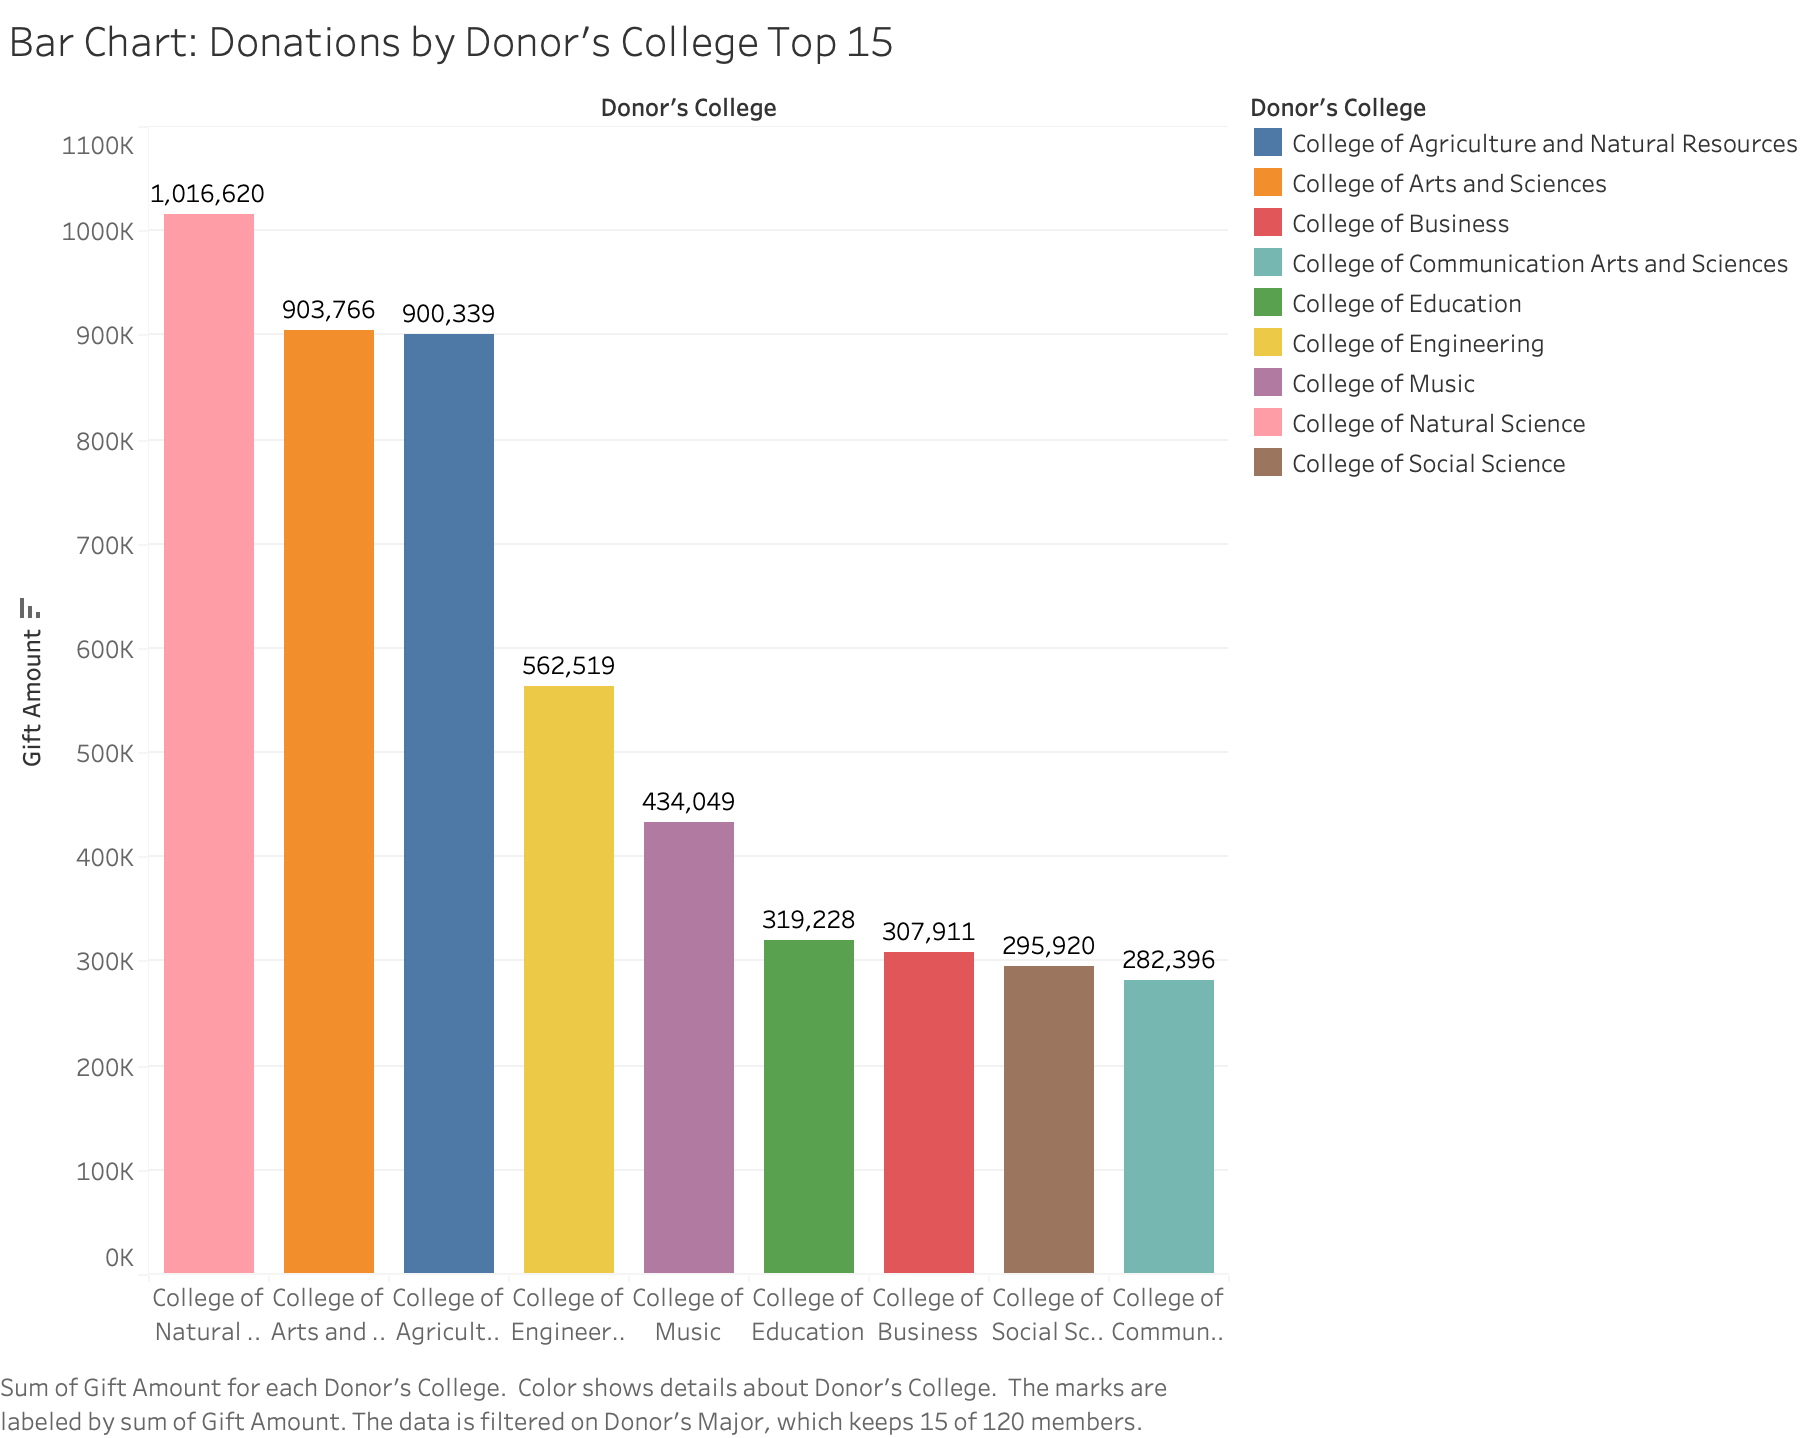 Bar Chart: Donations by Donor's College Top 15
Donor's College
1100K
1000K
900K
800K
700K
600K
500K
400K
300K
200K
100K
0K
Gift Amount
1,016,620
903,766
900,339
562,519
434,049
319,228
307,911
295,920
282,396
College of Natural ..
College of Arts and ..
College of Agricult..
College of Engineer..
College of Music
College of Education
College of Business
College of Social Sc..
College of Commun..
Donor's College
College of Agriculture and Natural Resources
College of Arts and Sciences
College of Business
College of Communication Arts and Sciences
College of Education
College of Engineering
College of Music
College of Natural Science
College of Social Science
Sum of Gift Amount for each Donor's College.  Color shows details about Donor's College.  The marks are
labeled by sum of Gift Amount. The data is filtered on Donor's Major, which keeps 15 of 120 members.